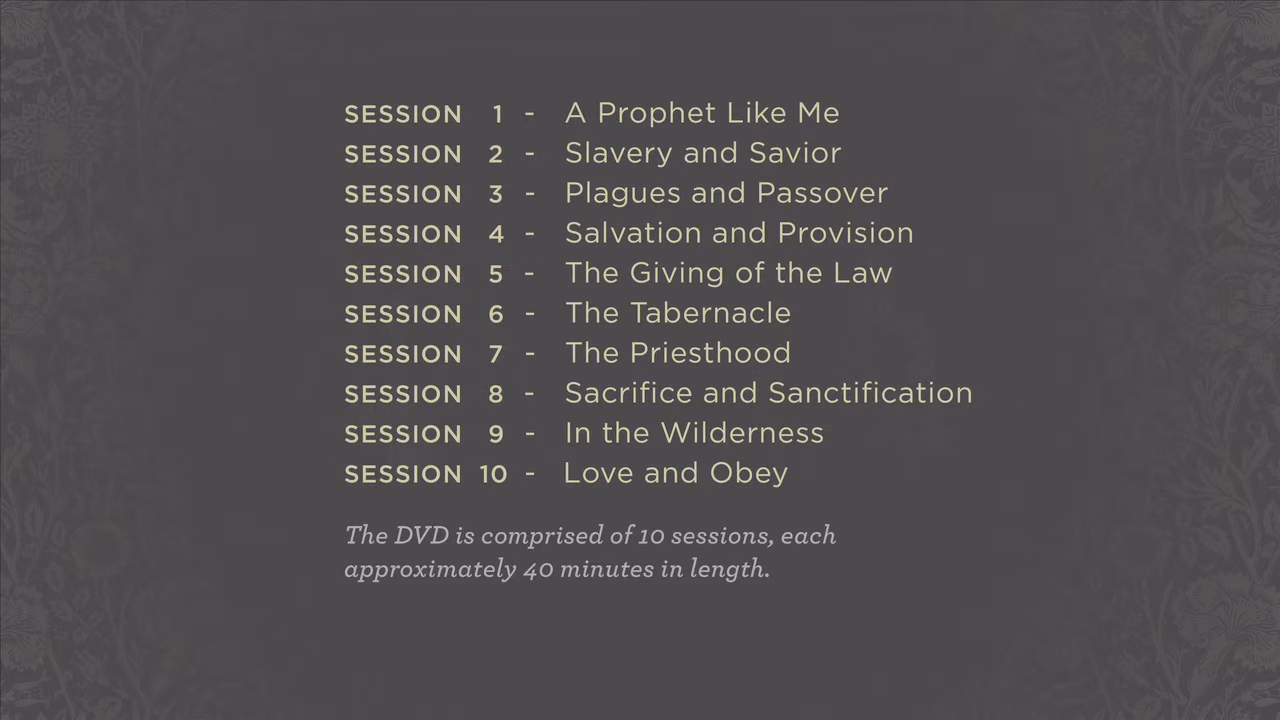 SESSION 1 - A Prophet Like Me
SESSION 2 - Slavery and Savior
SESSION 3 - Plagues and Passover
SESSION 4 - Salvation and Provision
SESSION 5 - The Giving of the Law
SESSION 6 - The Tabernacle
SESSION 7 - The Priesthood
SESSION 8 - Sacrifice and Sanctification
SESSION 9 - In the Wilderness
SESSION 10 - Love and Obey
The DVD is comprised of 10 sessions, each
approximately 40 minutes in length.